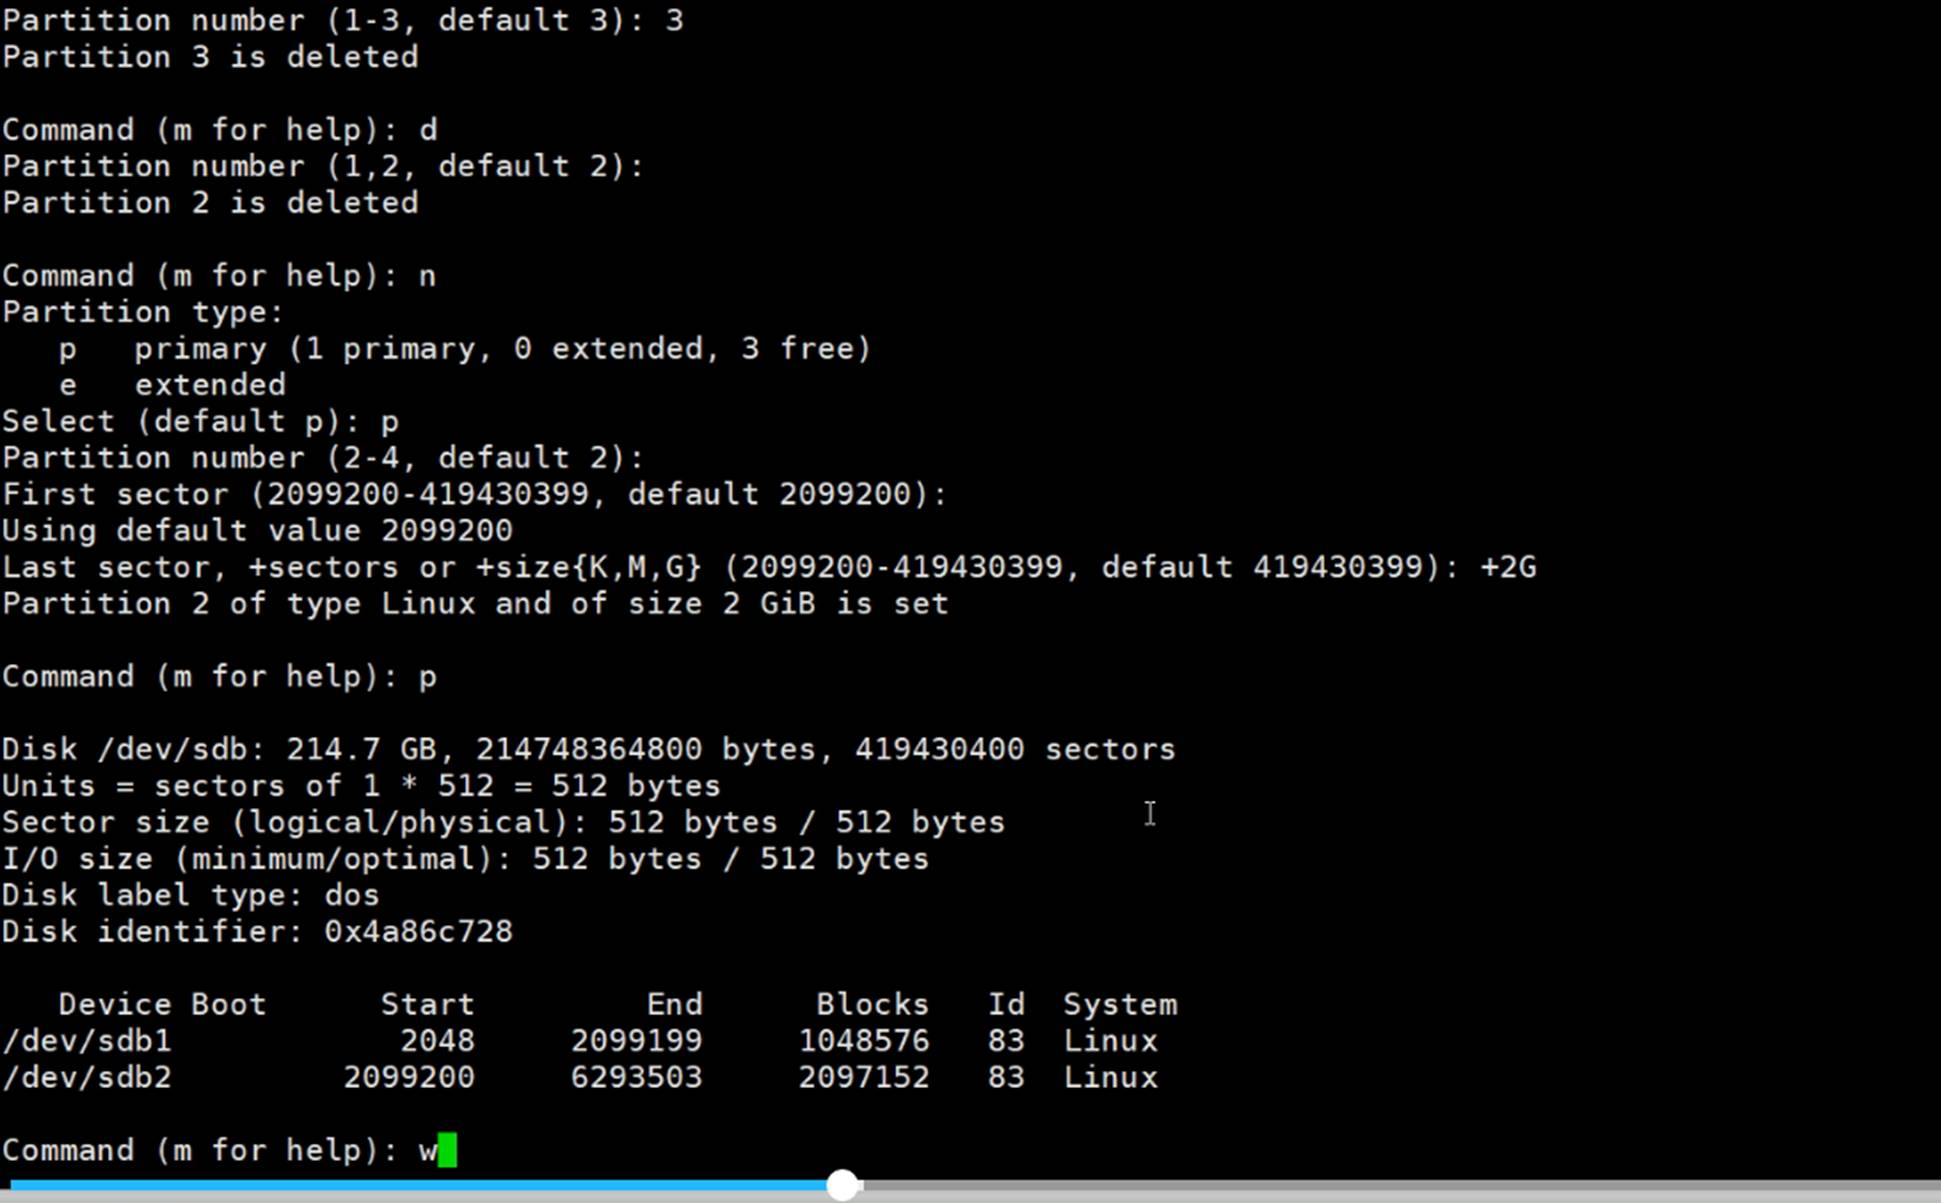 Partition number (1-3, default 3): 3
Partition 3 is deleted
Command (m for help): d
Partition number (1,2, default 2):
Partition 2 is deleted
Command (m for help): n
Partition type:
   p   primary (1 primary, 0 extended, 3 free)
   e   extended
Select (default p): p
Partition number (2-4, default 2):
First sector (2099200-419430399, default 2099200):
Using default value 2099200
Last sector, +sectors or +size{K,M,G} (2099200-419430399, default 419430399): +2G
Partition 2 of type Linux and of size 2 GiB is set
Command (m for help): p
Disk /dev/sdb: 214.7 GB, 214748364800 bytes, 419430400 sectors
Units = sectors of 1 * 512 = 512 bytes
Sector size (logical/physical): 512 bytes / 512 bytes
I/O size (minimum/optimal): 512 bytes / 512 bytes
Disk label type: dos
Disk identifier: 0x4a86c728
   Device Boot      Start         End      Blocks   Id  System
/dev/sdb1            2048     2099199     1048576   83  Linux
/dev/sdb2         2099200     6293503     2097152   83  Linux
Command (m for help): w